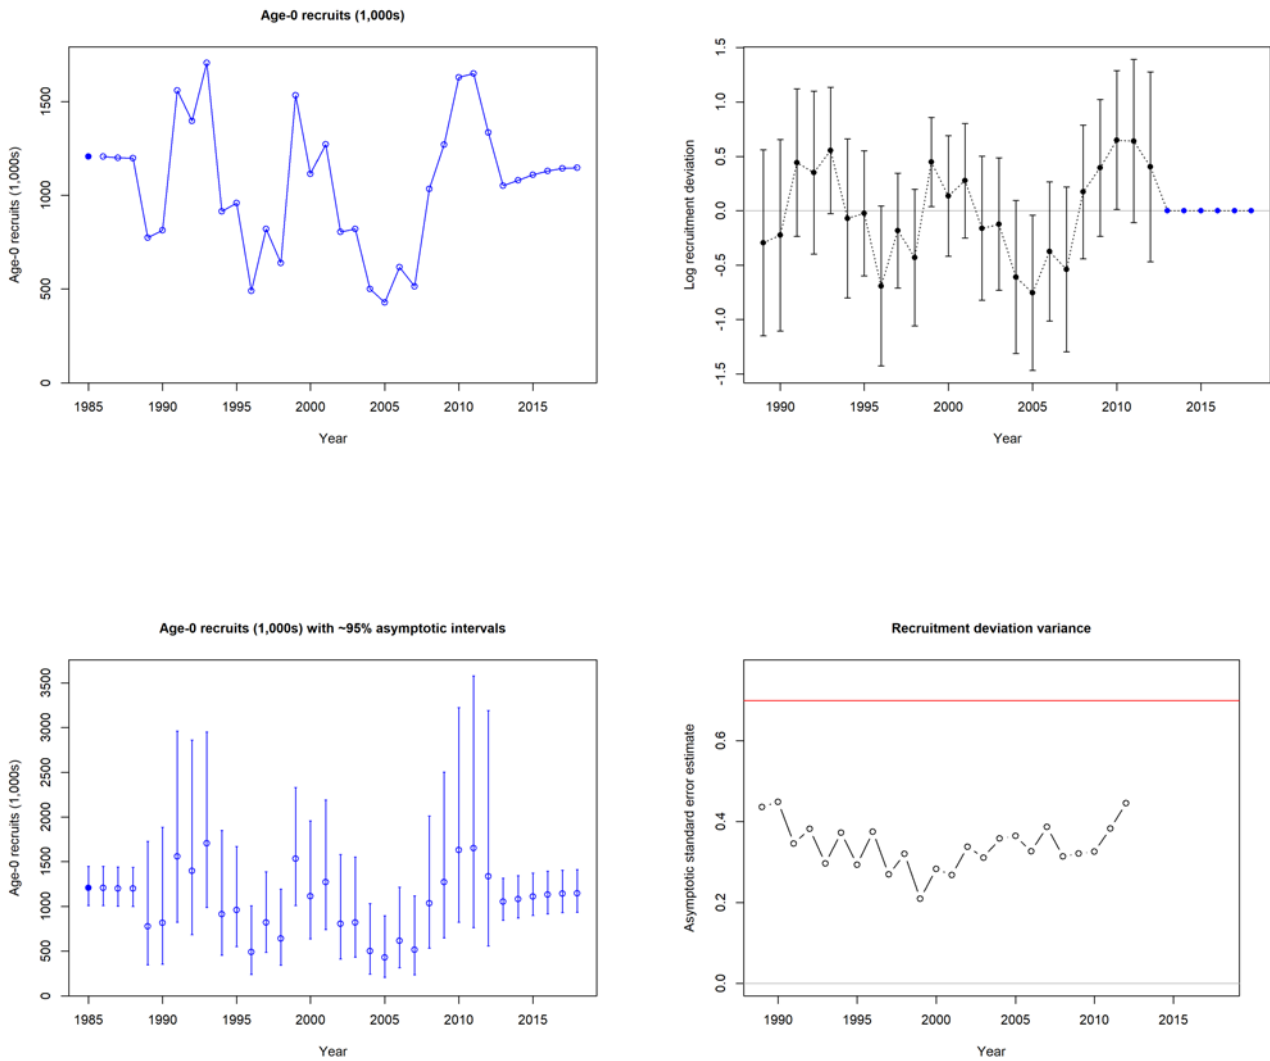 Age-0 recruits (1,000s)
Age-0 recruits (1,000s)
0
500
1000
1500
1985 1990 1995 2000 2005 2010 2015
Year
Log recruitment deviation
-1.5
-1.0
-0.5
0.0
0.5
1.0
1.5
1990 1995 2000 2005 2010 2015
Year
Age-0 recruits (1,000s) with ~95% asymptotic intervals
Age-0 recruits (1,000s)
0
500
1000
1500
2000
2500
3000
3500
1985 1990 1995 2000 2005 2010 2015
Year
Recruitment deviation variance
Asymptotic standard error estimate
0.0
0.2
0.4
0.6
1990 1995 2000 2005 2010 2015
Year